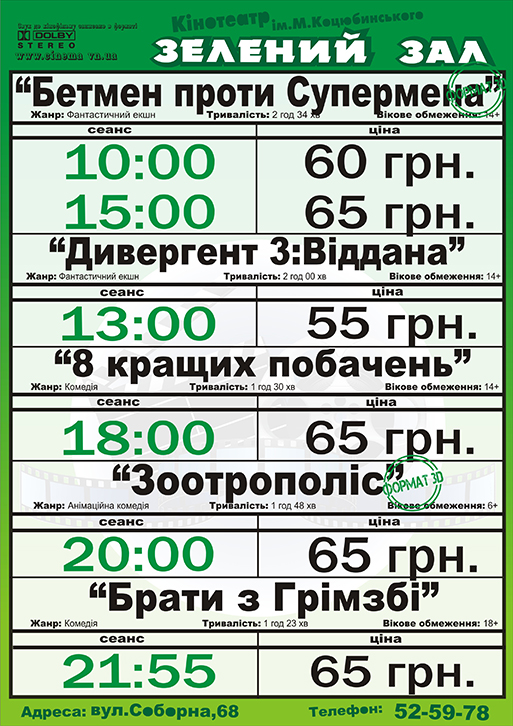 Звук до кінофільму записано в форматі
Кінотеатр ім.М.Коцюбинського
DOLBY
STEREO
www.cinema vn.ua
ЗЕЛЕНИЙ ЗАЛ
“Бетмен проти Супермена”
ФОРМАТ 3D
Жанр: Фантастичний екшн Тривалість: 2 год 34 хв Вікове обмеження: 14+
сеанс ціна
10:00 60 грн.
15:00 65 грн.
“Дивергент 3:Віддана”
Жанр: Фантастичний екшн Тривалість: 2 год 00 хв Вікове обмеження: 14+
сеанс ціна
13:00 55 грн.
“8 кращих побачень”
Жанр: Комедія Тривалість: 1 год 30 хв Вікове обмеження: 14+
сеанс ціна
18:00 65 грн.
“Зоотрополіс”
ФОРМАТ 3D
Жанр: Анімаційна комедія Тривалість: 1 год 48 хв Вікове обмеження: 6+
сеанс ціна
20:00 65 грн.
“Брати з Грімзбі”
Жанр: Комедія Тривалість: 1 год 23 хв Вікове обмеження: 18+
сеанс ціна
21:55 65 грн.
Адреса: вул.Соборна,68 Телефон: 52-59-78